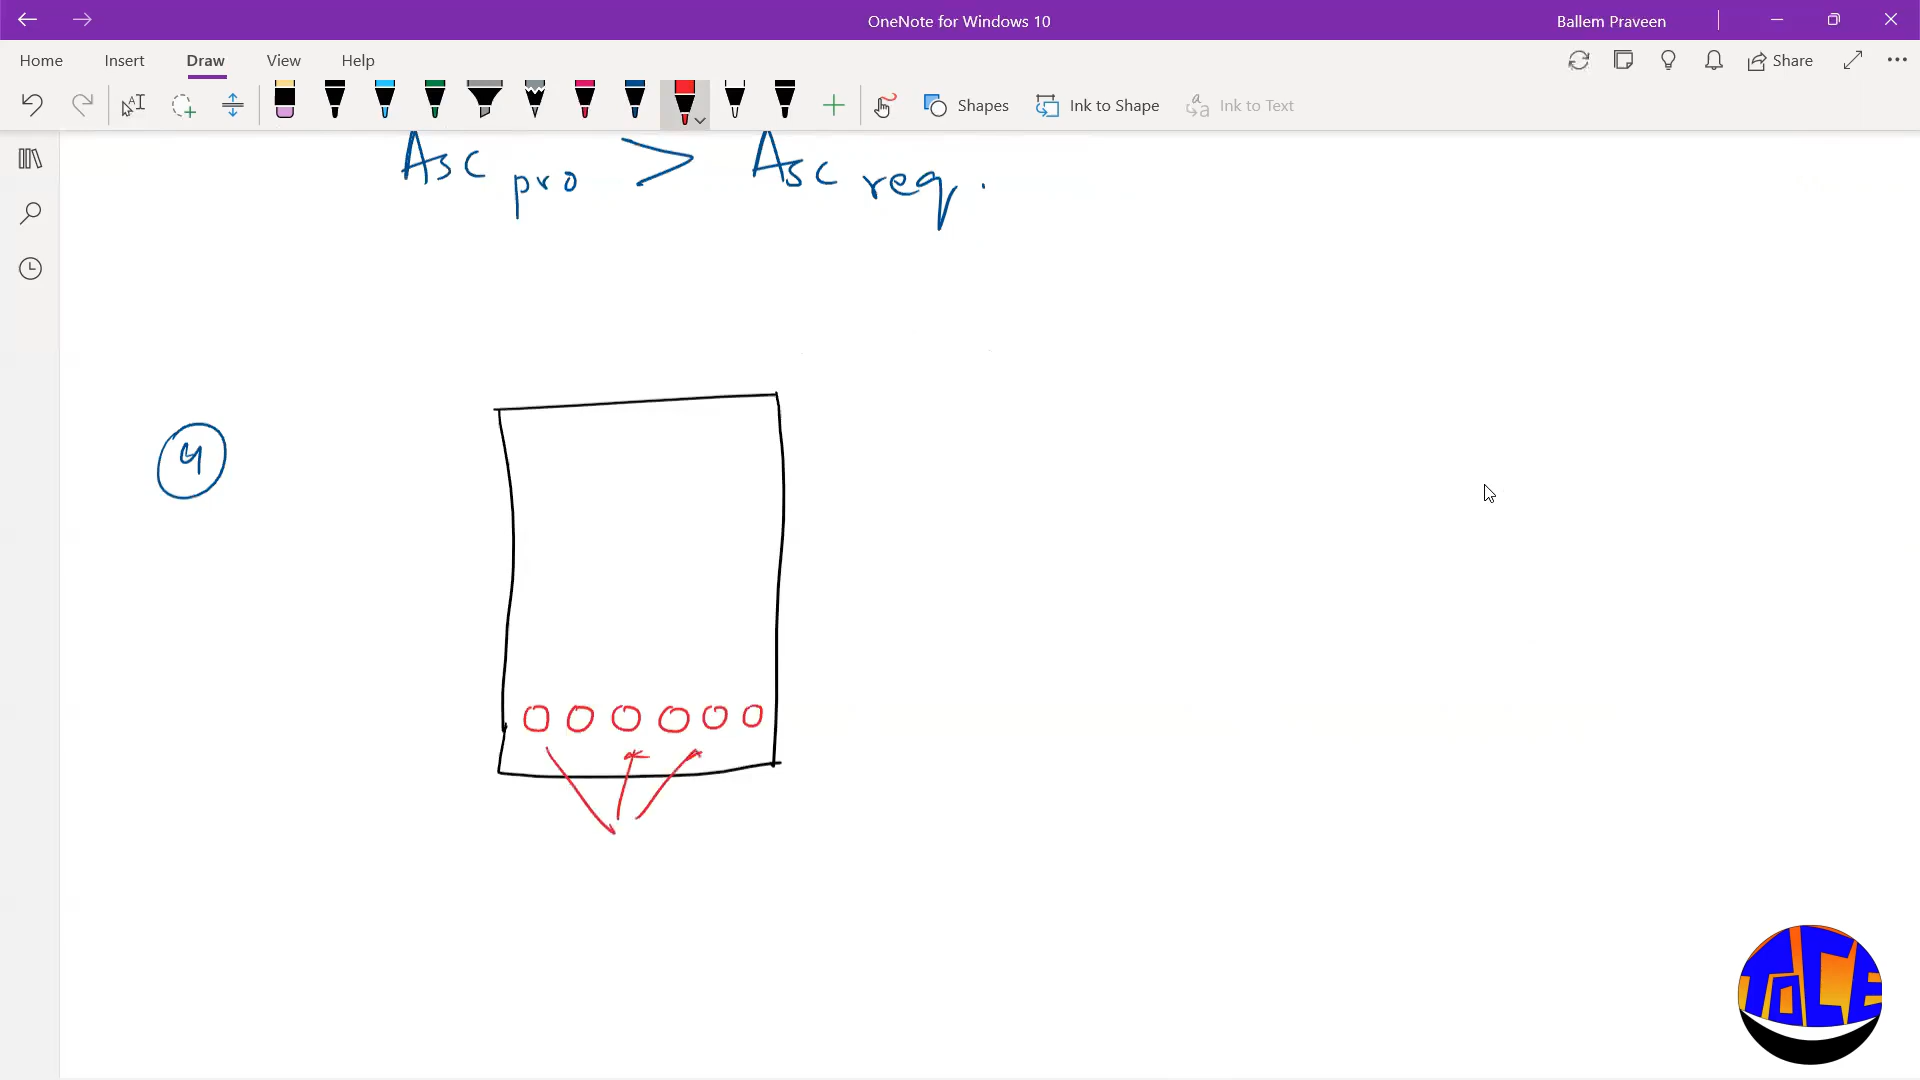 OneNote for Windows 10
Ballem Praveen
Home Insert Draw View Help
Share
Shapes Ink to Shape Ink to Text
Asc pro > Asc req.
4
TOCE